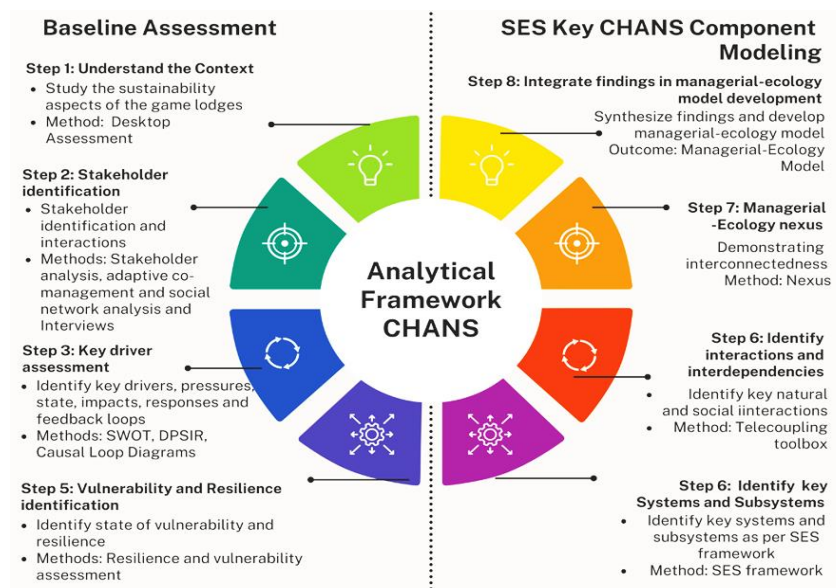 Baseline Assessment
Step 1: Understand the Context
• Study the sustainability
aspects of the game lodges
• Method: Desktop
Assessment
Step 2: Stakeholder
identification
• Stakeholder
identification and
interactions
• Methods: Stakeholder
analysis, adaptive co-
management and social
network analysis and
Interviews
Step 3: Key driver
assessment
• Identify key drivers, pressures,
state, impacts, responses and
feedback loops
• Methods: SWOT, DPSIR,
Causal Loop Diagrams
Step 5: Vulnerability and Resilience
identification
• Identify state of vulnerability and
resilience
• Methods: Resilience and vulnerability
assessment
Analytical
Framework
CHANS
SES Key CHANS Component
Modeling
Step 8: Integrate findings in managerial-ecology
model development
Synthesize findings and develop
managerial-ecology model
Outcome: Managerial-Ecology
Model
Step 7: Managerial
-Ecology nexus
Demonstrating
interconnectedness
Method: Nexus
Step 6: Identify
interactions and
interdependencies
• Identify key natural
and social iinteractions
• Method: Telecoupling
toolbox
Step 6: Identify key
Systems and Subsystems
• Identify key systems and
subsystems as per SES
framework
• Method: SES framework